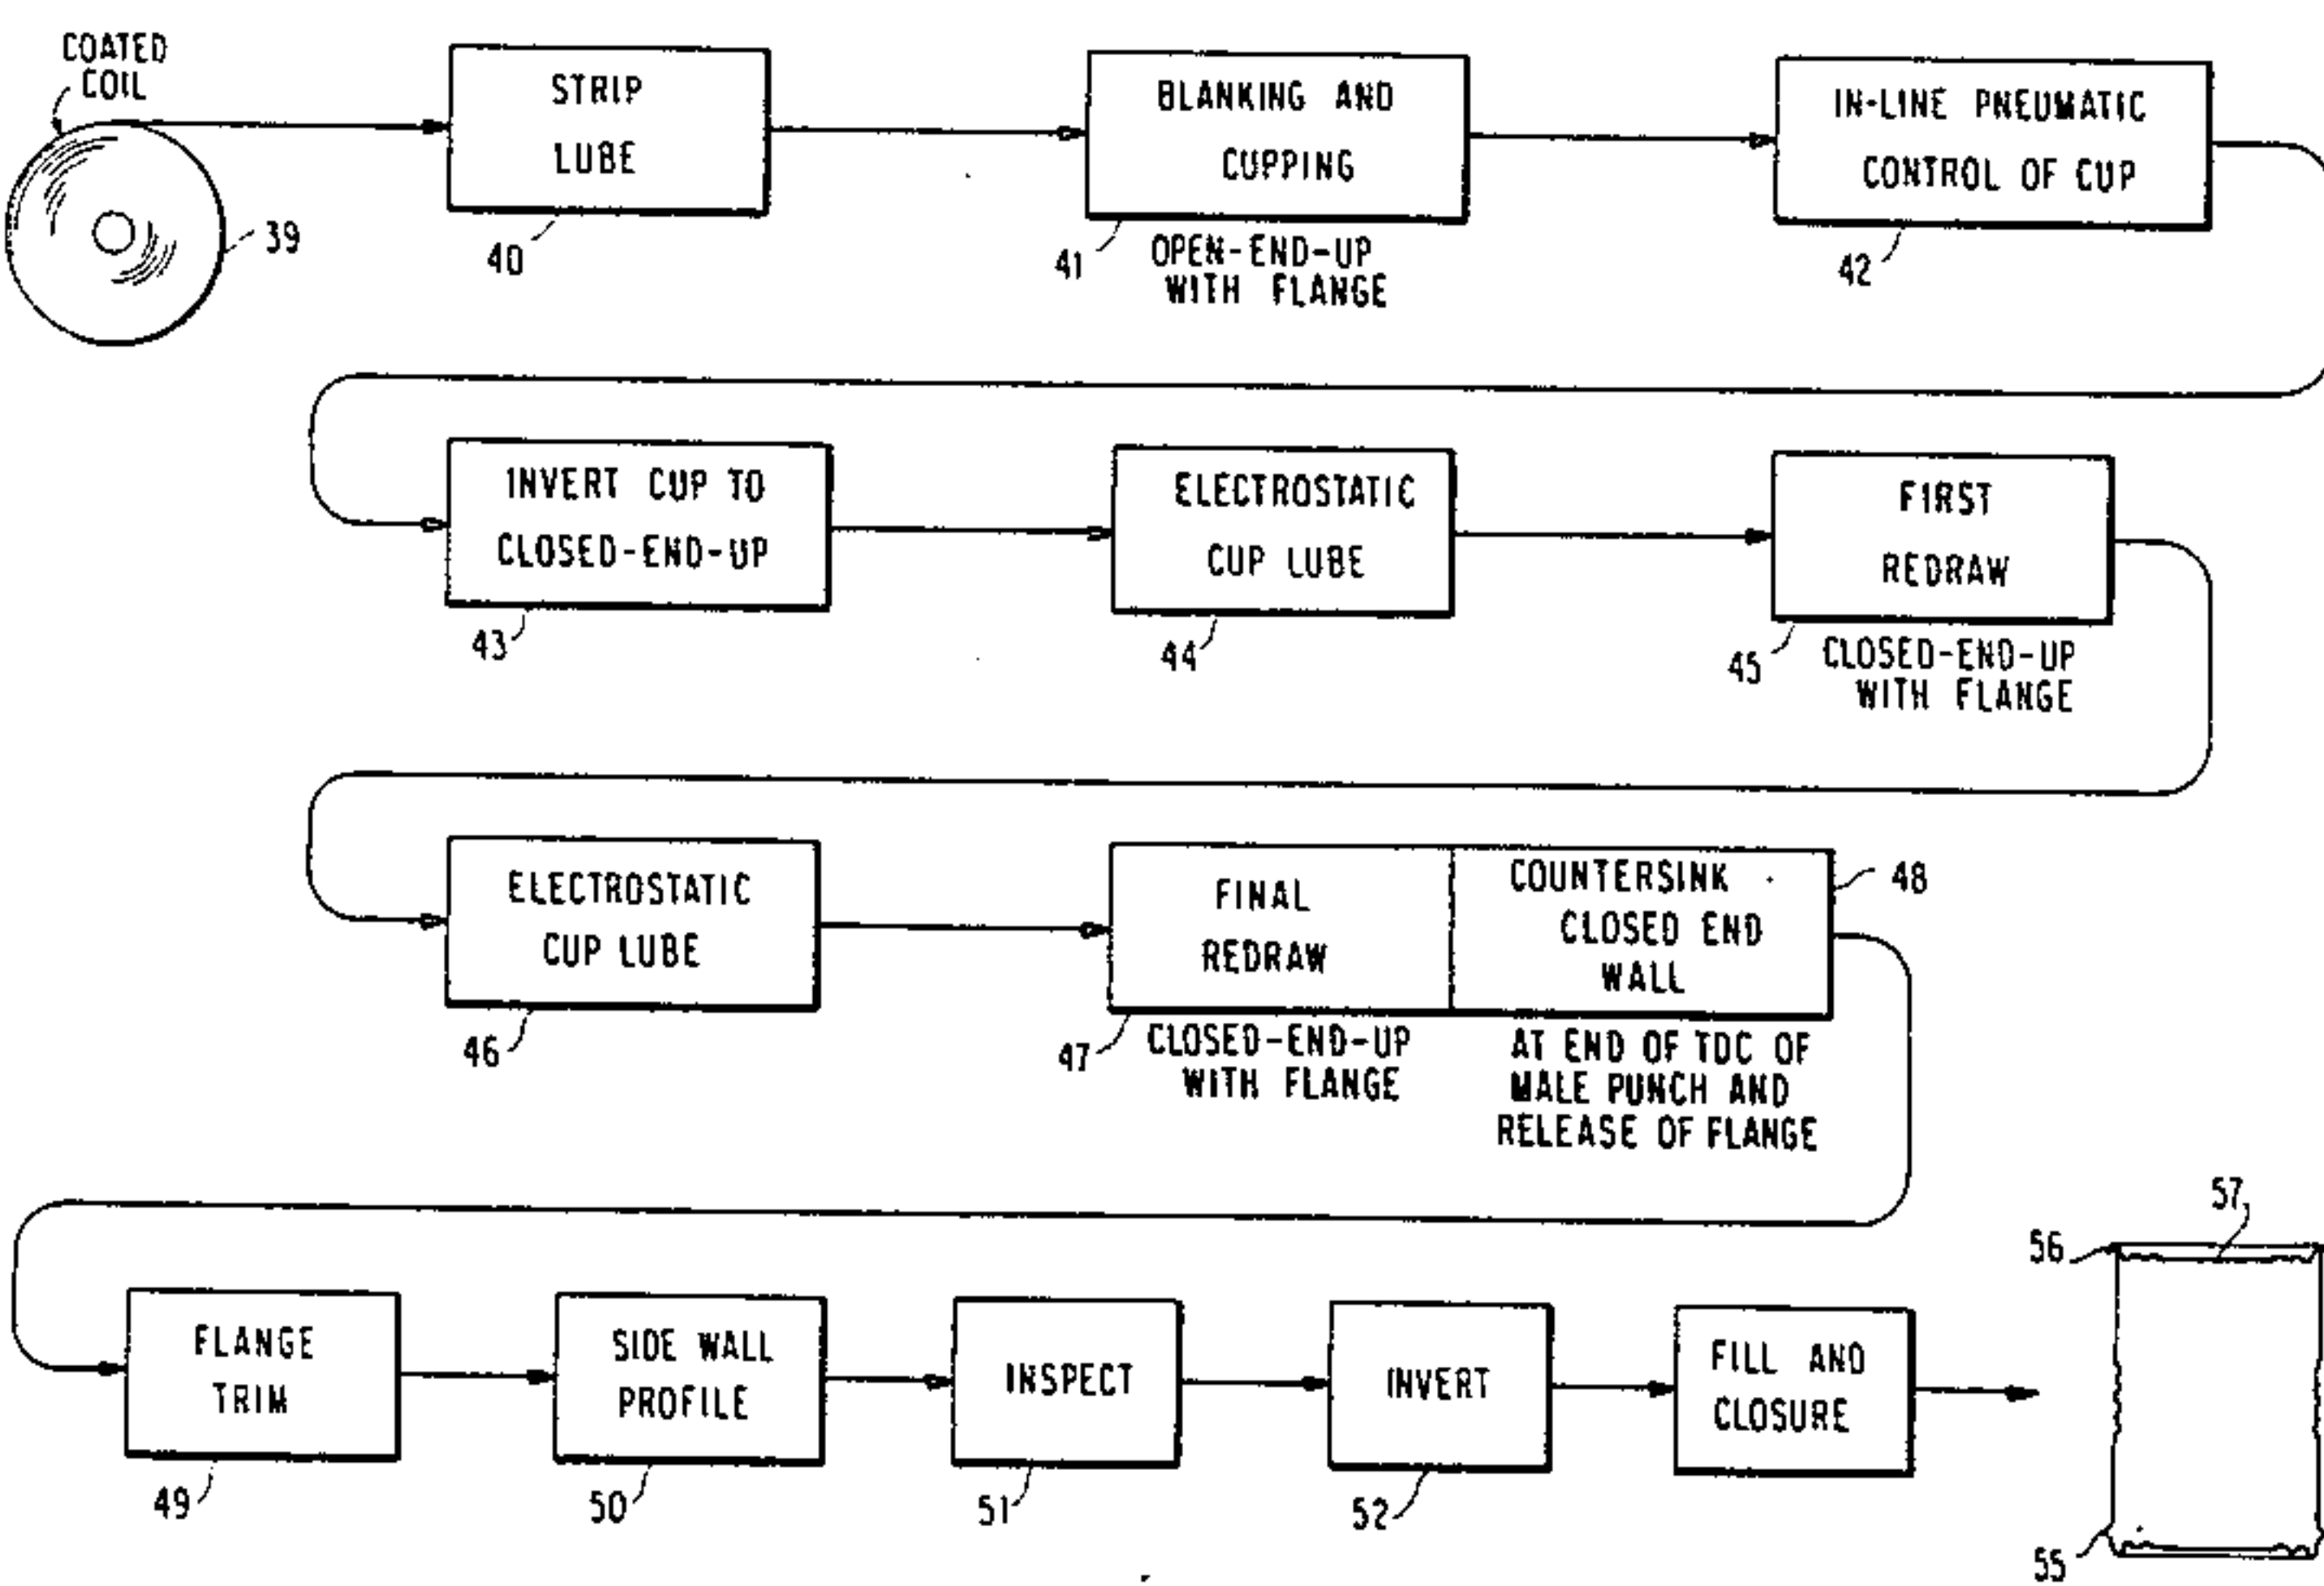 COATED
COIL
39
STRIP
LUBE
40
BLANKING AND
CUPPING
41
OPEN-END-UP
WITH FLANGE
IN-LINE PNEUMATIC
CONTROL OF CUP
42
INVERT CUP TO
CLOSED-END-UP
43
ELECTROSTATIC
CUP LUBE
44
FIRST
REDRAW
45
CLOSED-END-UP
WITH FLANGE
ELECTROSTATIC
CUP LUBE
46
FINAL
REDRAW
47
CLOSED-END-UP
WITH FLANGE
COUNTERSINK
CLOSED END
WALL
48
AT END OF TDC OF
MALE PUNCH AND
RELEASE OF FLANGE
FLANGE
TRIM
49
SIDE WALL
PROFILE
50
INSPECT
51
INVERT
52
FILL AND
CLOSURE
57
56
55